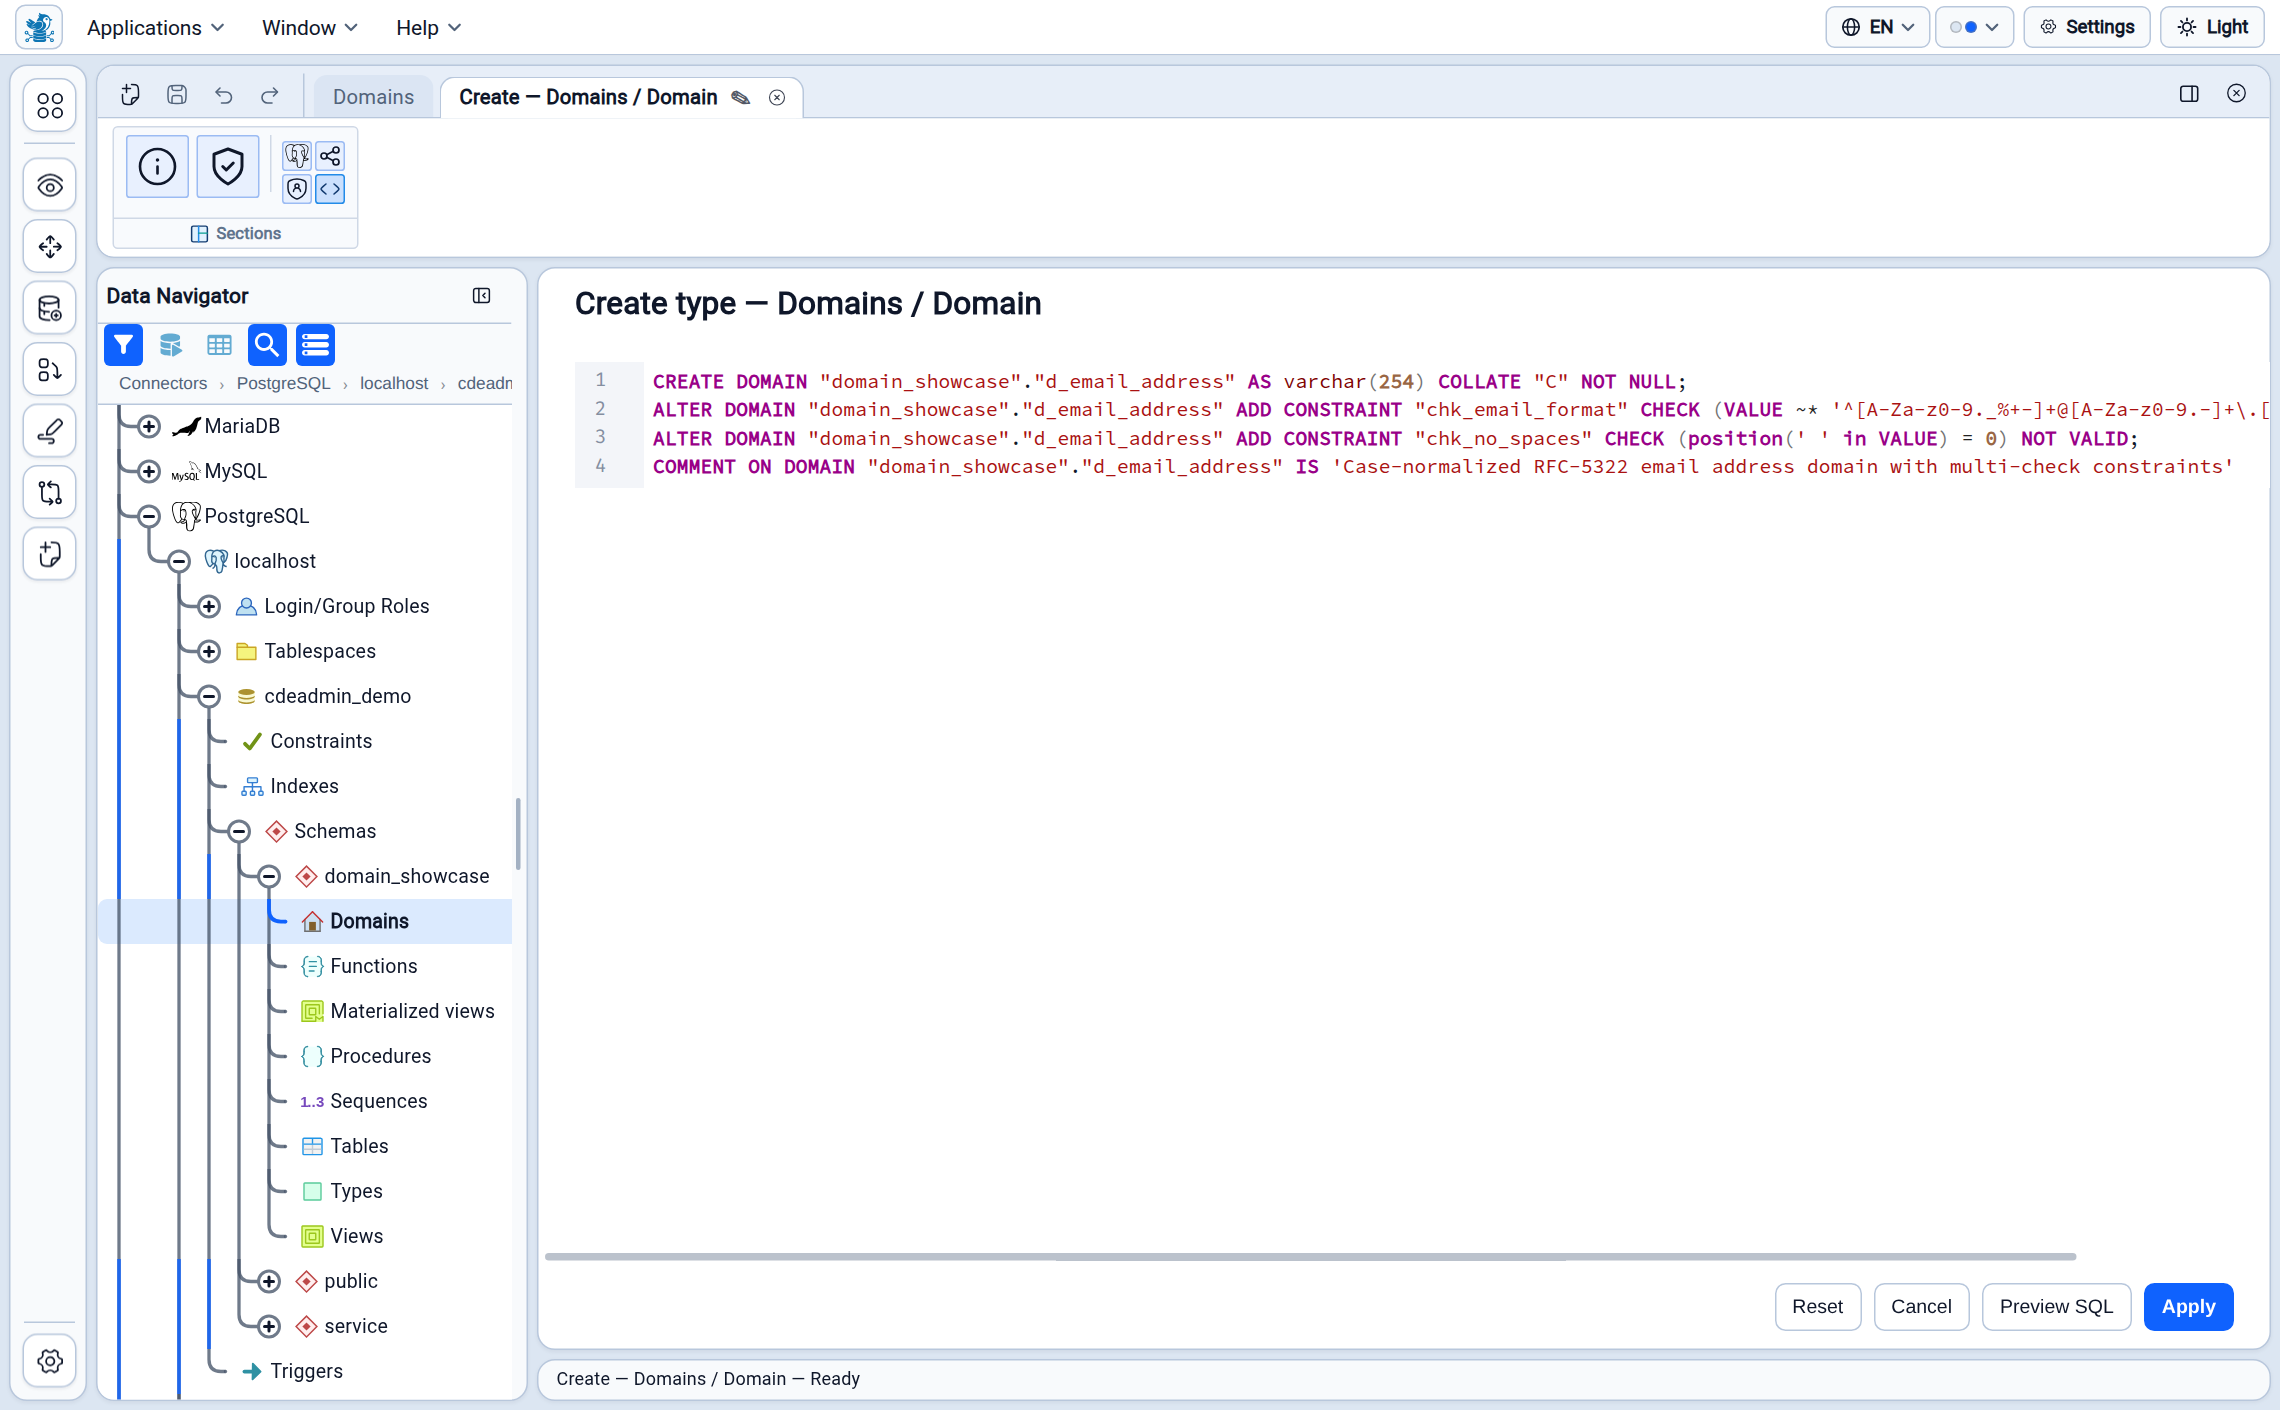 Applications Window Help EN Settings Light
Domains Create — Domains / Domain
Sections
Data Navigator
Connectors › PostgreSQL › localhost › cdeadn
MariaDB
MySQL
PostgreSQL
localhost
Login/Group Roles
Tablespaces
cdeadmin_demo
Constraints
Indexes
Schemas
domain_showcase
Domains
Functions
Materialized views
Procedures
1..3 Sequences
Tables
Types
Views
public
service
Triggers
Create type — Domains / Domain
1 CREATE DOMAIN "domain_showcase"."d_email_address" AS varchar(254) COLLATE "C" NOT NULL;
2 ALTER DOMAIN "domain_showcase"."d_email_address" ADD CONSTRAINT "chk_email_format" CHECK (VALUE ~* '^[A-Za-z0-9._%+-]+@[A-Za-z0-9.-]+\.[
3 ALTER DOMAIN "domain_showcase"."d_email_address" ADD CONSTRAINT "chk_no_spaces" CHECK (position(' ' in VALUE) = 0) NOT VALID;
4 COMMENT ON DOMAIN "domain_showcase"."d_email_address" IS 'Case-normalized RFC-5322 email address domain with multi-check constraints'
Reset Cancel Preview SQL Apply
Create — Domains / Domain — Ready